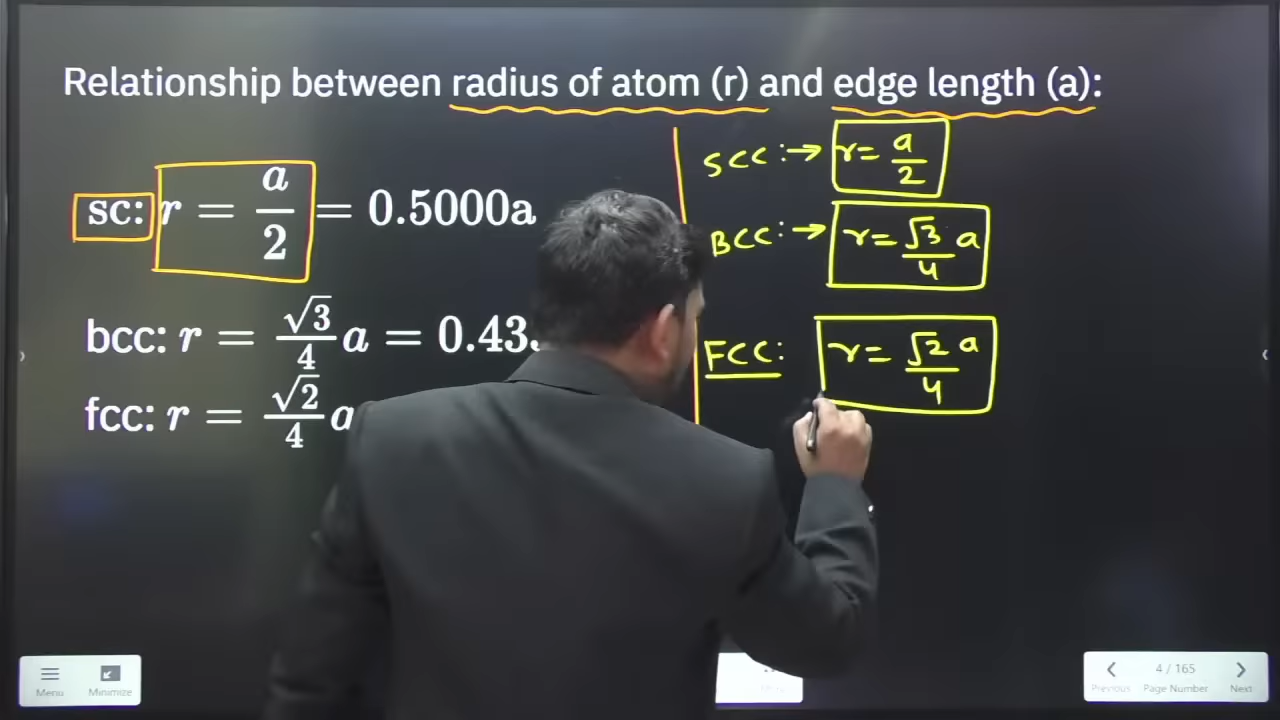 Relationship between radius of atom (r) and edge length (a):
sc: r = a/2 = 0.5000a
bcc: r = √3/4 a = 0.43
fcc: r = √2/4 a
SCC :→ r = a/2
BCC :→ r = √3/4 a
FCC : r = √2/4 a
Menu
Minimize
4 / 165
Previous Page Number Next